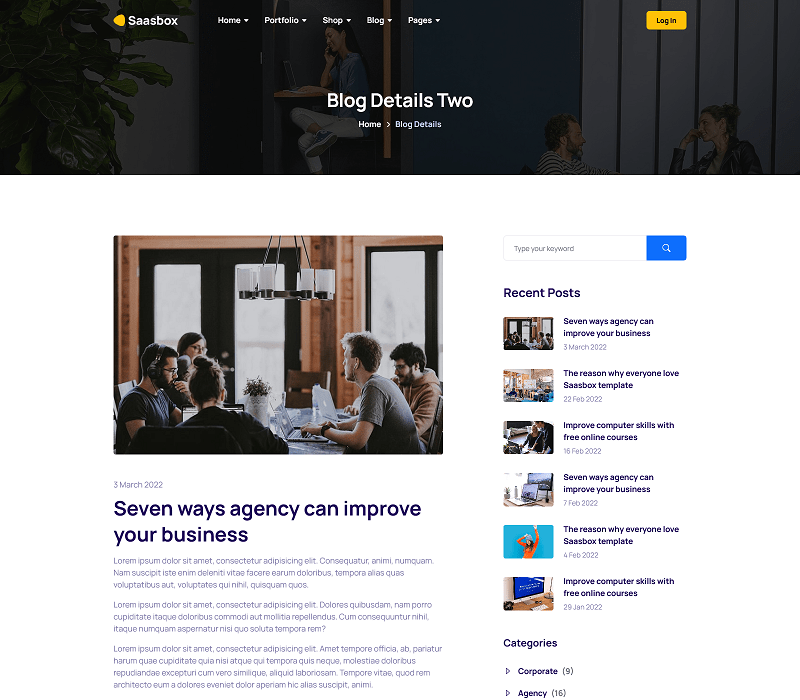 Saasbox
Home Portfolio Shop Blog Pages
Log In
Blog Details Two
Home > Blog Details
3 March 2022
Seven ways agency can improve
your business
Lorem ipsum dolor sit amet, consectetur adipisicing elit. Consequatur, animi, numquam.
Nam suscipit iste enim deleniti vitae facere earum doloribus, tempora alias quas
voluptatibus aut, voluptates qui nihil, quisquam quos.
Lorem ipsum dolor sit amet, consectetur adipisicing elit. Dolores quibusdam, nam porro
cupiditate itaque doloribus commodi aut mollitia repellendus. Cum consequuntur nihil,
itaque numquam aspernatur nisi quo soluta tempora rem?
Lorem ipsum dolor sit amet, consectetur adipisicing elit. Amet tempore officia, ab, pariatur
harum quae cupiditate quia nisi atque qui tempora quis neque, molestiae doloribus
repudiandae excepturi cum vero similique, aliquid laboriosam. Tempore vitae, quod rem
architecto eum a dolores eveniet dolor aperiam hic alias suscipit, animi.
Type your keyword
Recent Posts
Seven ways agency can
improve your business
3 March 2022
The reason why everyone love
Saasbox template
22 Feb 2022
Improve computer skills with
free online courses
16 Feb 2022
Seven ways agency can
improve your business
7 Feb 2022
The reason why everyone love
Saasbox template
4 Feb 2022
Improve computer skills with
free online courses
29 Jan 2022
Categories
Corporate (9)
Agency (16)